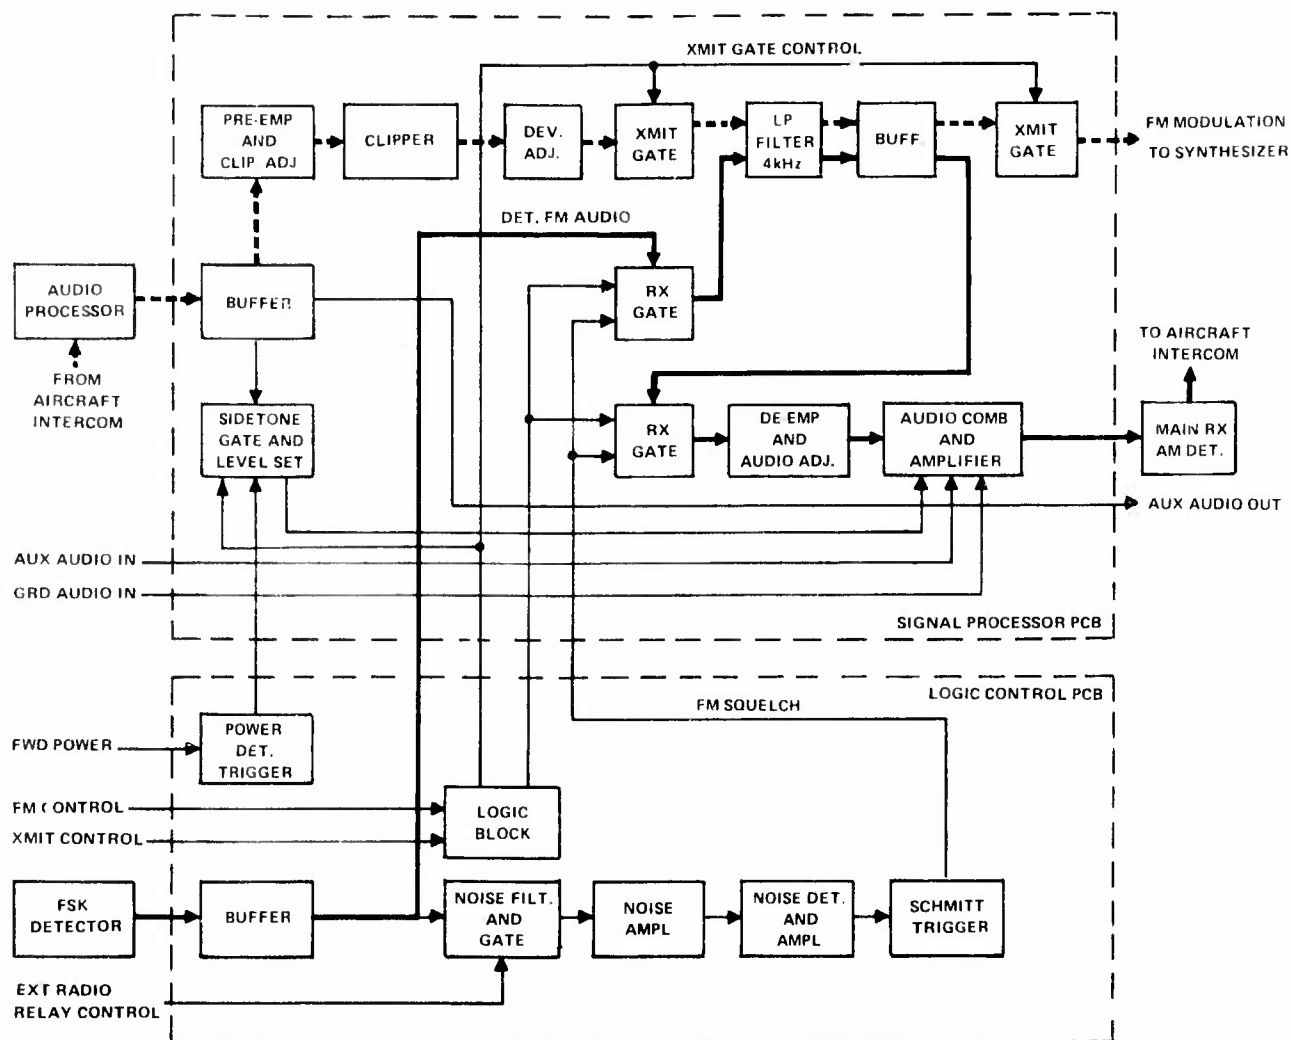 XMIT GATE CONTROL
PRE-EMP
AND
CLIP ADJ
CLIPPER
DEV.
ADJ.
XMIT
GATE
LP
FILTER
4kHz
BUFF
XMIT
GATE
FM MODULATION
TO SYNTHESIZER
DET. FM AUDIO
AUDIO
PROCESSOR
BUFFER
RX
GATE
FROM
AIRCRAFT
INTERCOM
TO AIRCRAFT
INTERCOM
SIDETONE
GATE AND
LEVEL SET
RX
GATE
DE-EMP
AND
AUDIO ADJ.
AUDIO COMB
AND
AMPLIFIER
MAIN RX
AM DET.
AUX AUDIO OUT
AUX AUDIO IN
GRD AUDIO IN
SIGNAL PROCESSOR PCB
LOGIC CONTROL PCB
FM SQUELCH
FWD POWER
POWER
DET.
TRIGGER
FM CONTROL
XMIT CONTROL
LOGIC
BLOCK
FSK
DETECTOR
BUFFER
NOISE FILT.
AND
GATE
NOISE
AMPL
NOISE DET.
AND
AMPL
SCHMITT
TRIGGER
EXT RADIO
RELAY CONTROL